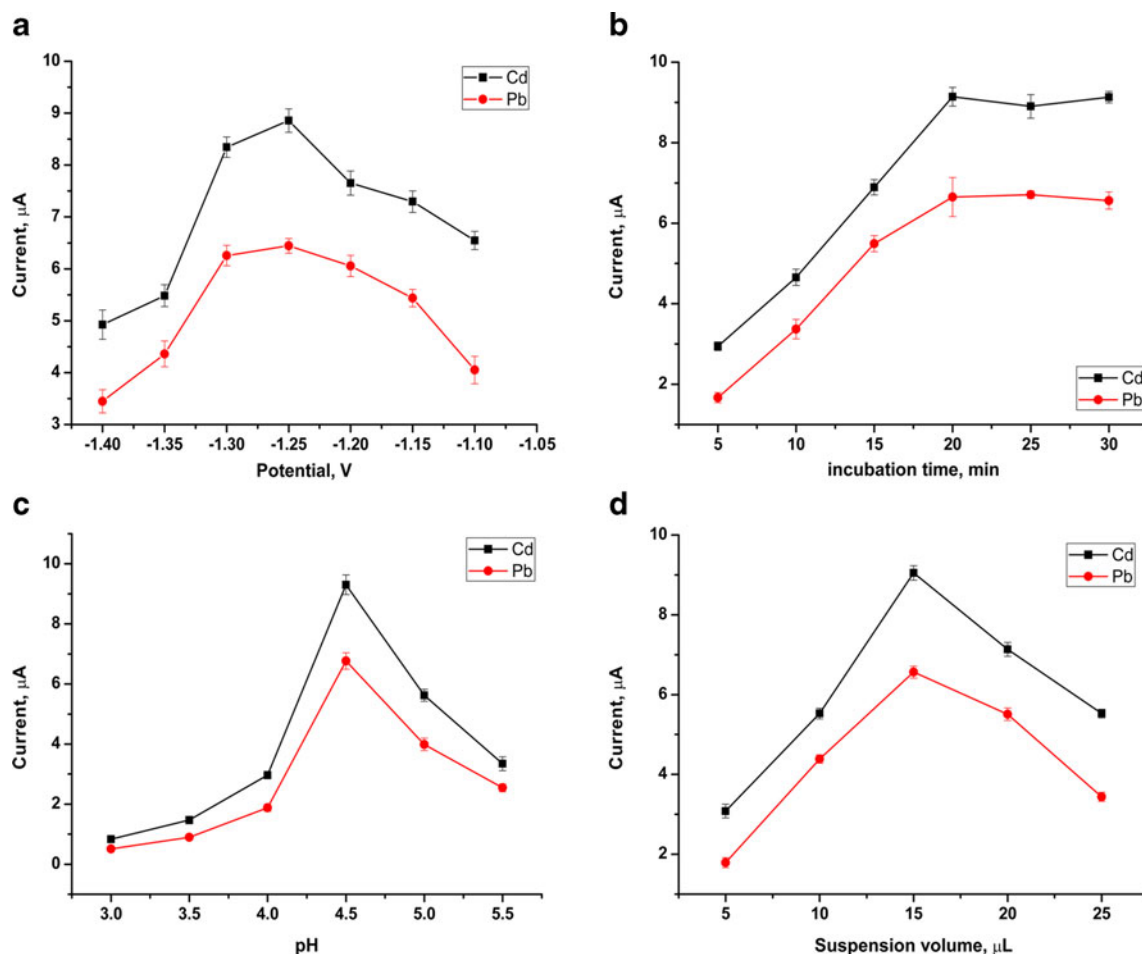 a
10
9
8
7
6
5
4
3
Current, μA
-1.40 -1.35 -1.30 -1.25 -1.20 -1.15 -1.10 -1.05
Potential, V
Cd
Pb
b
10
8
6
4
2
Current, μA
5 10 15 20 25 30
incubation time, min
Cd
Pb
c
10
8
6
4
2
0
Current, μA
3.0 3.5 4.0 4.5 5.0 5.5
pH
Cd
Pb
d
10
8
6
4
2
Current, μA
5 10 15 20 25
Suspension volume, μL
Cd
Pb